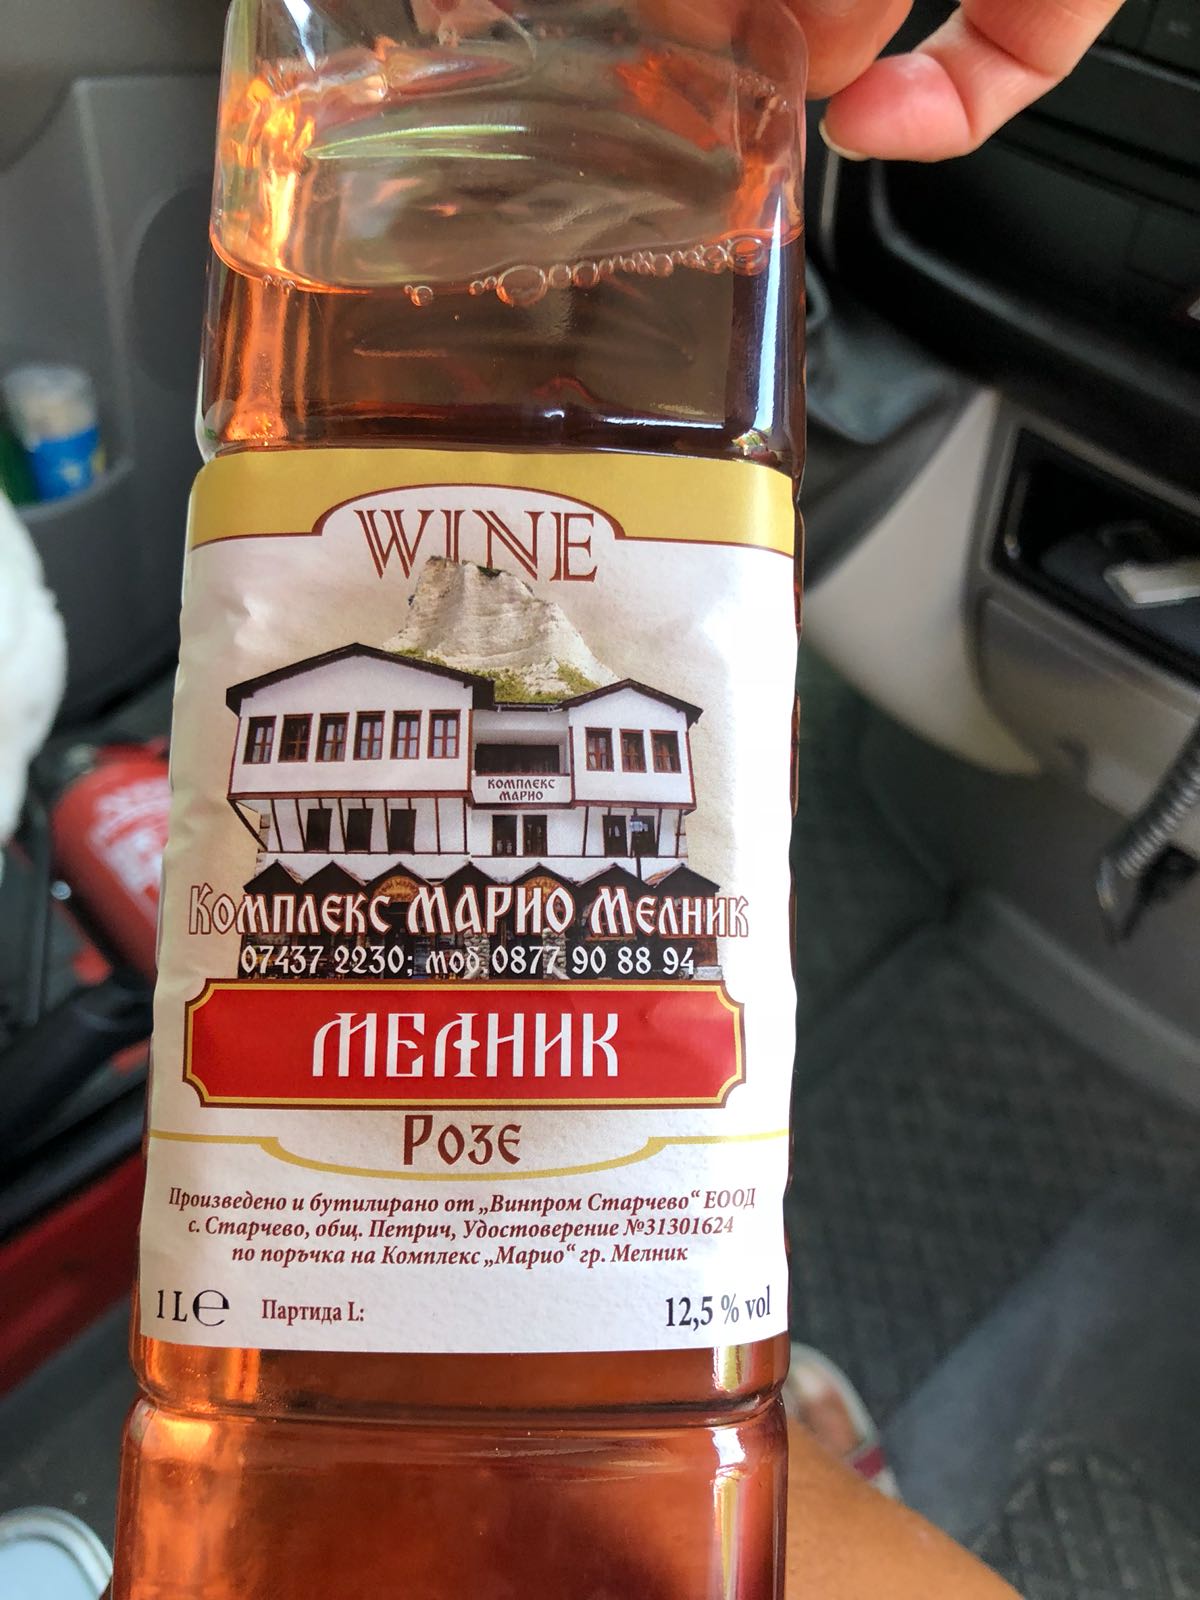 WINE
КОМПЛЕКС
МАРИО
Комплекс МАРИО Мелник
07437 2230; моб 0877 90 88 94
МЕЛНИК
Розе
Произведено и бутилирано от „Винпром Старчево“ ЕООД
с. Старчево, общ. Петрич, Удостоверение №31301624
по поръчка на Комплекс „Марио“ гр. Мелник
1 L℮ Партида L: 12,5 % vol